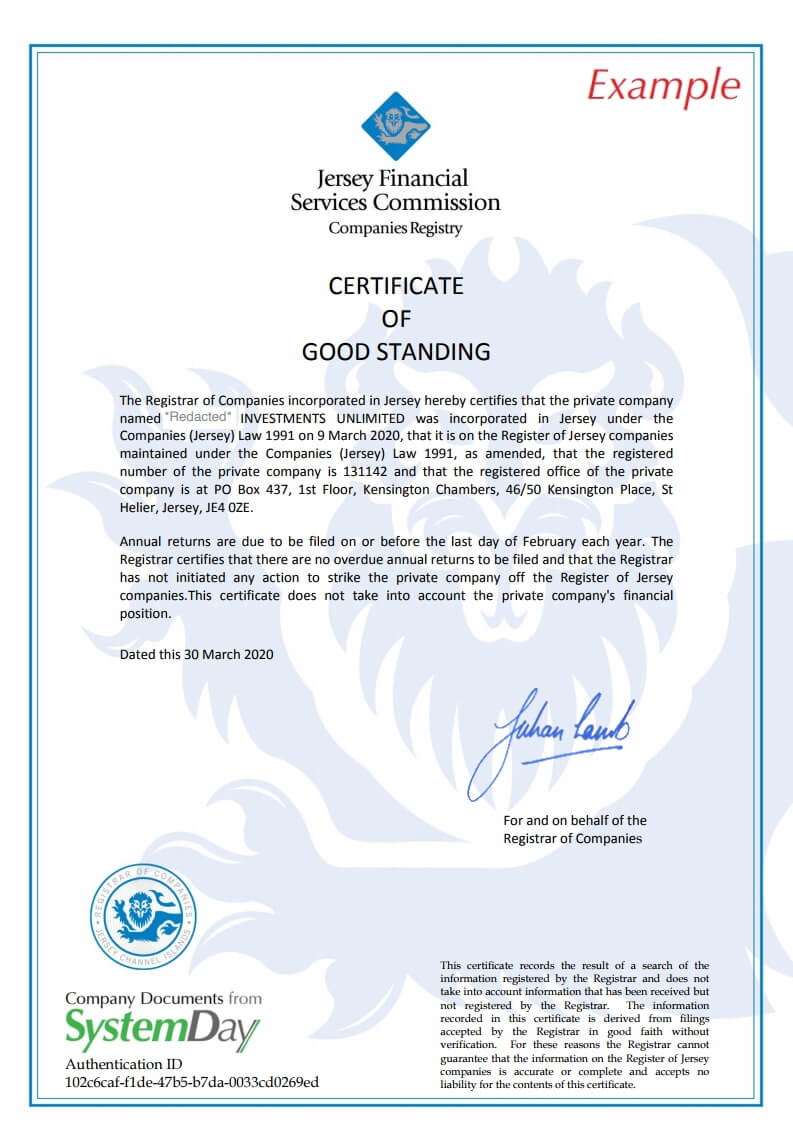 Example
Jersey Financial
Services Commission
Companies Registry
CERTIFICATE
OF
GOOD STANDING
The Registrar of Companies incorporated in Jersey hereby certifies that the private company
named *Redacted* INVESTMENTS UNLIMITED was incorporated in Jersey under the
Companies (Jersey) Law 1991 on 9 March 2020, that it is on the Register of Jersey companies
maintained under the Companies (Jersey) Law 1991, as amended, that the registered
number of the private company is 131142 and that the registered office of the private
company is at PO Box 437, 1st Floor, Kensington Chambers, 46/50 Kensington Place, St
Helier, Jersey, JE4 0ZE.
Annual returns are due to be filed on or before the last day of February each year. The
Registrar certifies that there are no overdue annual returns to be filed and that the Registrar
has not initiated any action to strike the private company off the Register of Jersey
companies.This certificate does not take into account the private company's financial
position.
Dated this 30 March 2020
For and on behalf of the
Registrar of Companies
REGISTRAR OF COMPANIES
JERSEY CHANNEL ISLANDS
Company Documents from
SystemDay
Authentication ID
102c6caf-f1de-47b5-b7da-0033cd0269ed
This certificate records the result of a search of the
information registered by the Registrar and does not
take into account information that has been received but
not registered by the Registrar. The information
recorded in this certificate is derived from filings
accepted by the Registrar in good faith without
verification. For these reasons the Registrar cannot
guarantee that the information on the Register of Jersey
companies is accurate or complete and accepts no
liability for the contents of this certificate.